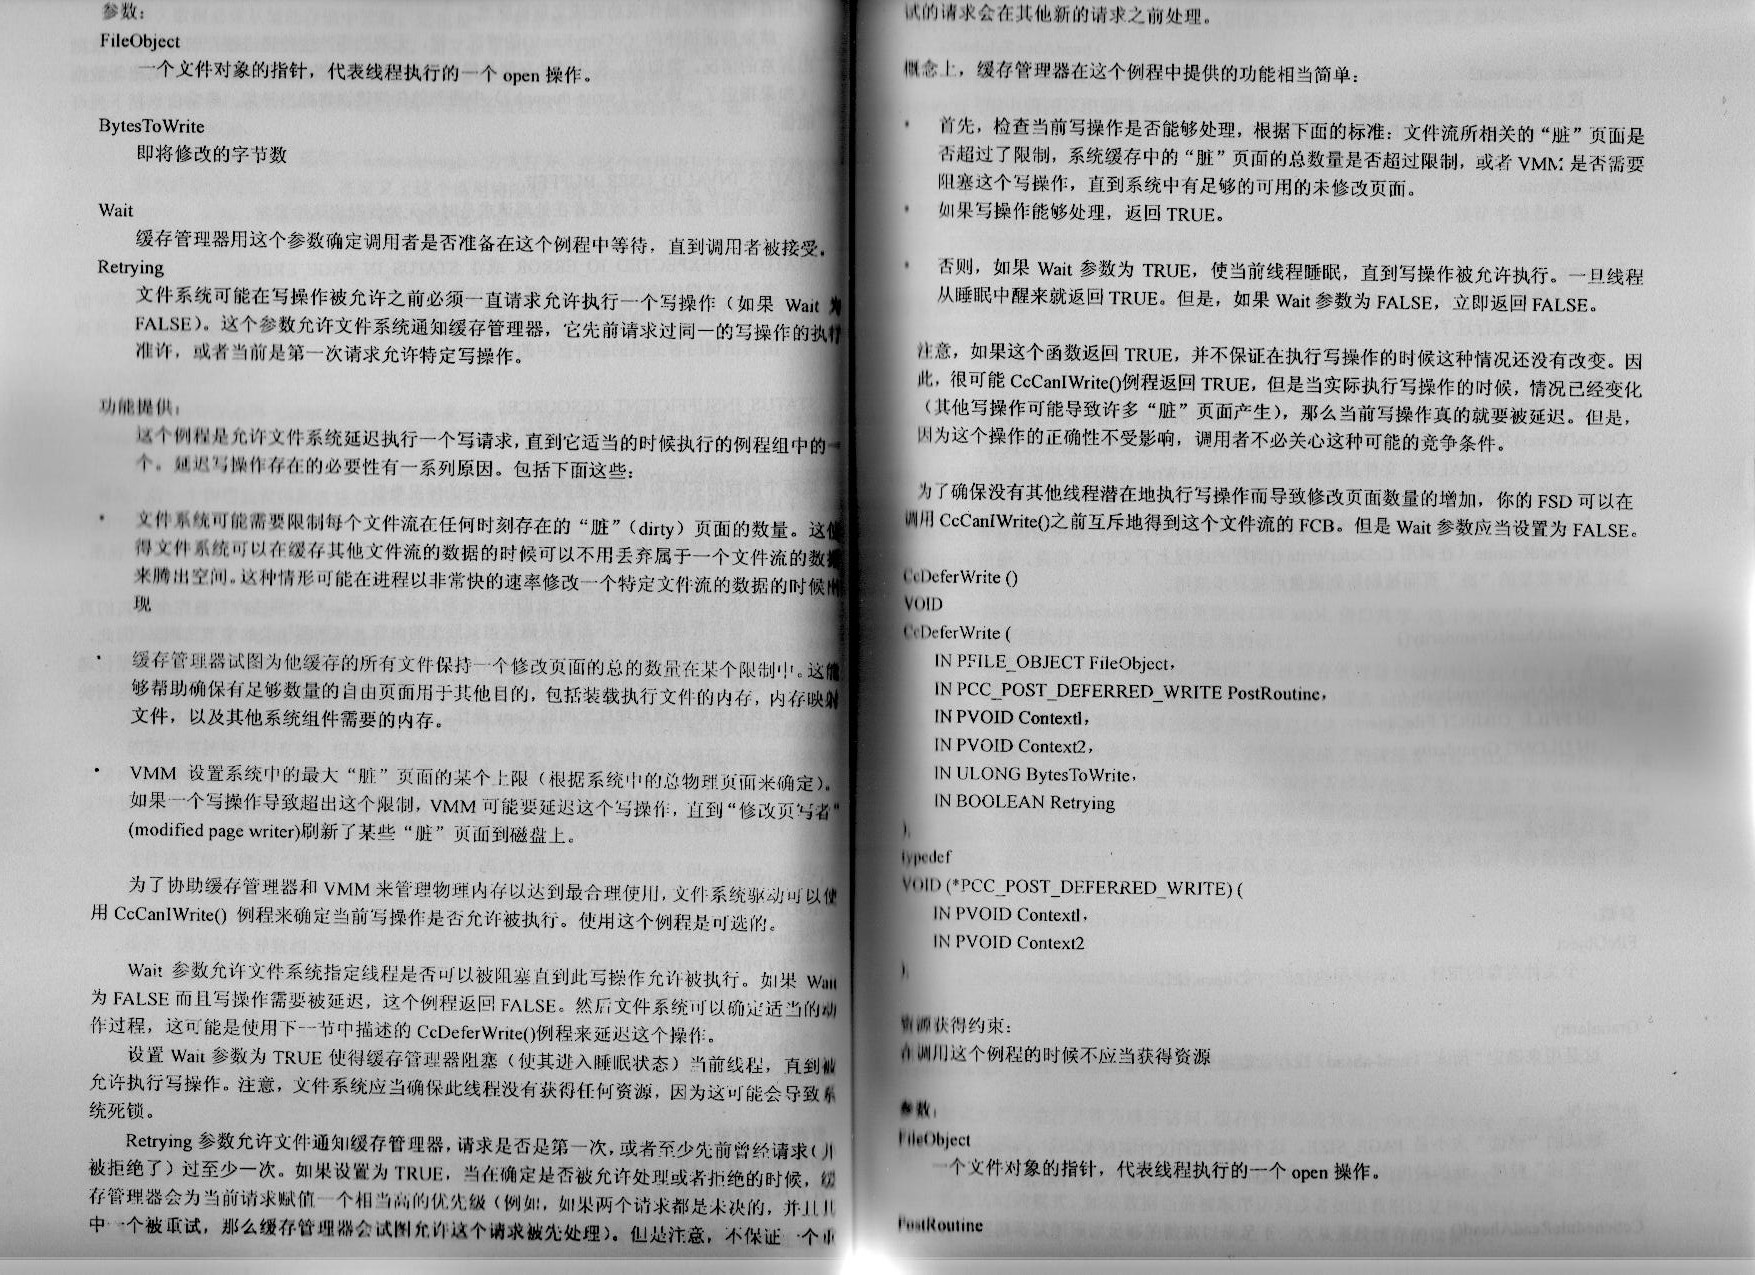 参数：
FileObject
一个文件对象的指针，代表线程执行的一个 open 操作。
BytesToWrite
即将修改的字节数
Wait
缓存管理器用这个参数确定调用者是否准备在这个例程中等待，直到调用者被接受。
Retrying
文件系统可能在写操作被允许之前必须一直请求允许执行一个写操作（如果 Wait 为
FALSE）。这个参数允许文件系统通知缓存管理器，它先前请求过同一的写操作的执行
准许，或者当前是第一次请求允许特定写操作。
功能提供：
这个例程是允许文件系统延迟执行一个写请求，直到它适当的时候执行的例程组中的一
个。延迟写操作存在的必要性有一系列原因。包括下面这些：
· 文件系统可能需要限制每个文件流在任何时刻存在的“脏”（dirty）页面的数量。这使
得文件系统可以在缓存其他文件流的数据的时候可以不用丢弃属于一个文件流的数据
来腾出空间。这种情形可能在进程以非常快的速率修改一个特定文件流的数据的时候出
现
· 缓存管理器试图为他缓存的所有文件保持一个修改页面的总的数量在某个限制中。这能
够帮助确保有足够数量的自由页面用于其他目的，包括装载执行文件的内存，内存映射
文件，以及其他系统组件需要的内存。
· VMM 设置系统中的最大“脏”页面的某个上限（根据系统中的总物理页面来确定）。
如果一个写操作导致超出这个限制，VMM 可能要延迟这个写操作，直到“修改页写者”
(modified page writer)刷新了某些“脏”页面到磁盘上。
为了协助缓存管理器和 VMM 来管理物理内存以达到最合理使用，文件系统驱动可以使
用 CcCanIWrite() 例程来确定当前写操作是否允许被执行。使用这个例程是可选的。
Wait 参数允许文件系统指定线程是否可以被阻塞直到此写操作允许被执行。如果 Wait
为 FALSE 而且写操作需要被延迟，这个例程返回 FALSE。然后文件系统可以确定适当的动
作过程，这可能是使用下一节中描述的 CcDeferWrite()例程来延迟这个操作。
设置 Wait 参数为 TRUE 使得缓存管理器阻塞（使其进入睡眠状态）当前线程，直到被
允许执行写操作。注意，文件系统应当确保此线程没有获得任何资源，因为这可能会导致系
统死锁。
Retrying 参数允许文件通知缓存管理器，请求是否是第一次，或者至少先前曾经请求（并
被拒绝了）过至少一次。如果设置为 TRUE，当在确定是否被允许处理或者拒绝的时候，缓
存管理器会为当前请求赋值一个相当高的优先级（例如，如果两个请求都是未决的，并且其
中一个被重试，那么缓存管理器会试图允许这个请求被先处理）。但是注意，不保证一个重
试的请求会在其他新的请求之前处理。
概念上，缓存管理器在这个例程中提供的功能相当简单：
· 首先，检查当前写操作是否能够处理，根据下面的标准：文件流所相关的“脏”页面是
否超过了限制，系统缓存中的“脏”页面的总数量是否超过限制，或者 VMM 是否需要
阻塞这个写操作，直到系统中有足够的可用的未修改页面。
· 如果写操作能够处理，返回 TRUE。
· 否则，如果 Wait 参数为 TRUE，使当前线程睡眠，直到写操作被允许执行。一旦线程
从睡眠中醒来就返回 TRUE。但是，如果 Wait 参数为 FALSE，立即返回 FALSE。
注意，如果这个函数返回 TRUE，并不保证在执行写操作的时候这种情况还没有改变。因
此，很可能 CcCanIWrite()例程返回 TRUE，但是当实际执行写操作的时候，情况已经变化
（其他写操作可能导致许多“脏”页面产生），那么当前写操作真的就要被延迟。但是，
因为这个操作的正确性不受影响，调用者不必关心这种可能的竞争条件。
为了确保没有其他线程潜在地执行写操作而导致修改页面数量的增加，你的 FSD 可以在
调用 CcCanIWrite()之前互斥地得到这个文件流的 FCB。但是 Wait 参数应当设置为 FALSE。
CcDeferWrite ()
VOID
CcDeferWrite (
IN PFILE_OBJECT FileObject，
IN PCC_POST_DEFERRED_WRITE PostRoutine，
IN PVOID Context1，
IN PVOID Context2，
IN ULONG BytesToWrite，
IN BOOLEAN Retrying
);
typedef
VOID (*PCC_POST_DEFERRED_WRITE) (
IN PVOID Context1，
IN PVOID Context2
);
资源获得约束：
在调用这个例程的时候不应当获得资源
参数：
FileObject
一个文件对象的指针，代表线程执行的一个 open 操作。
PostRoutine